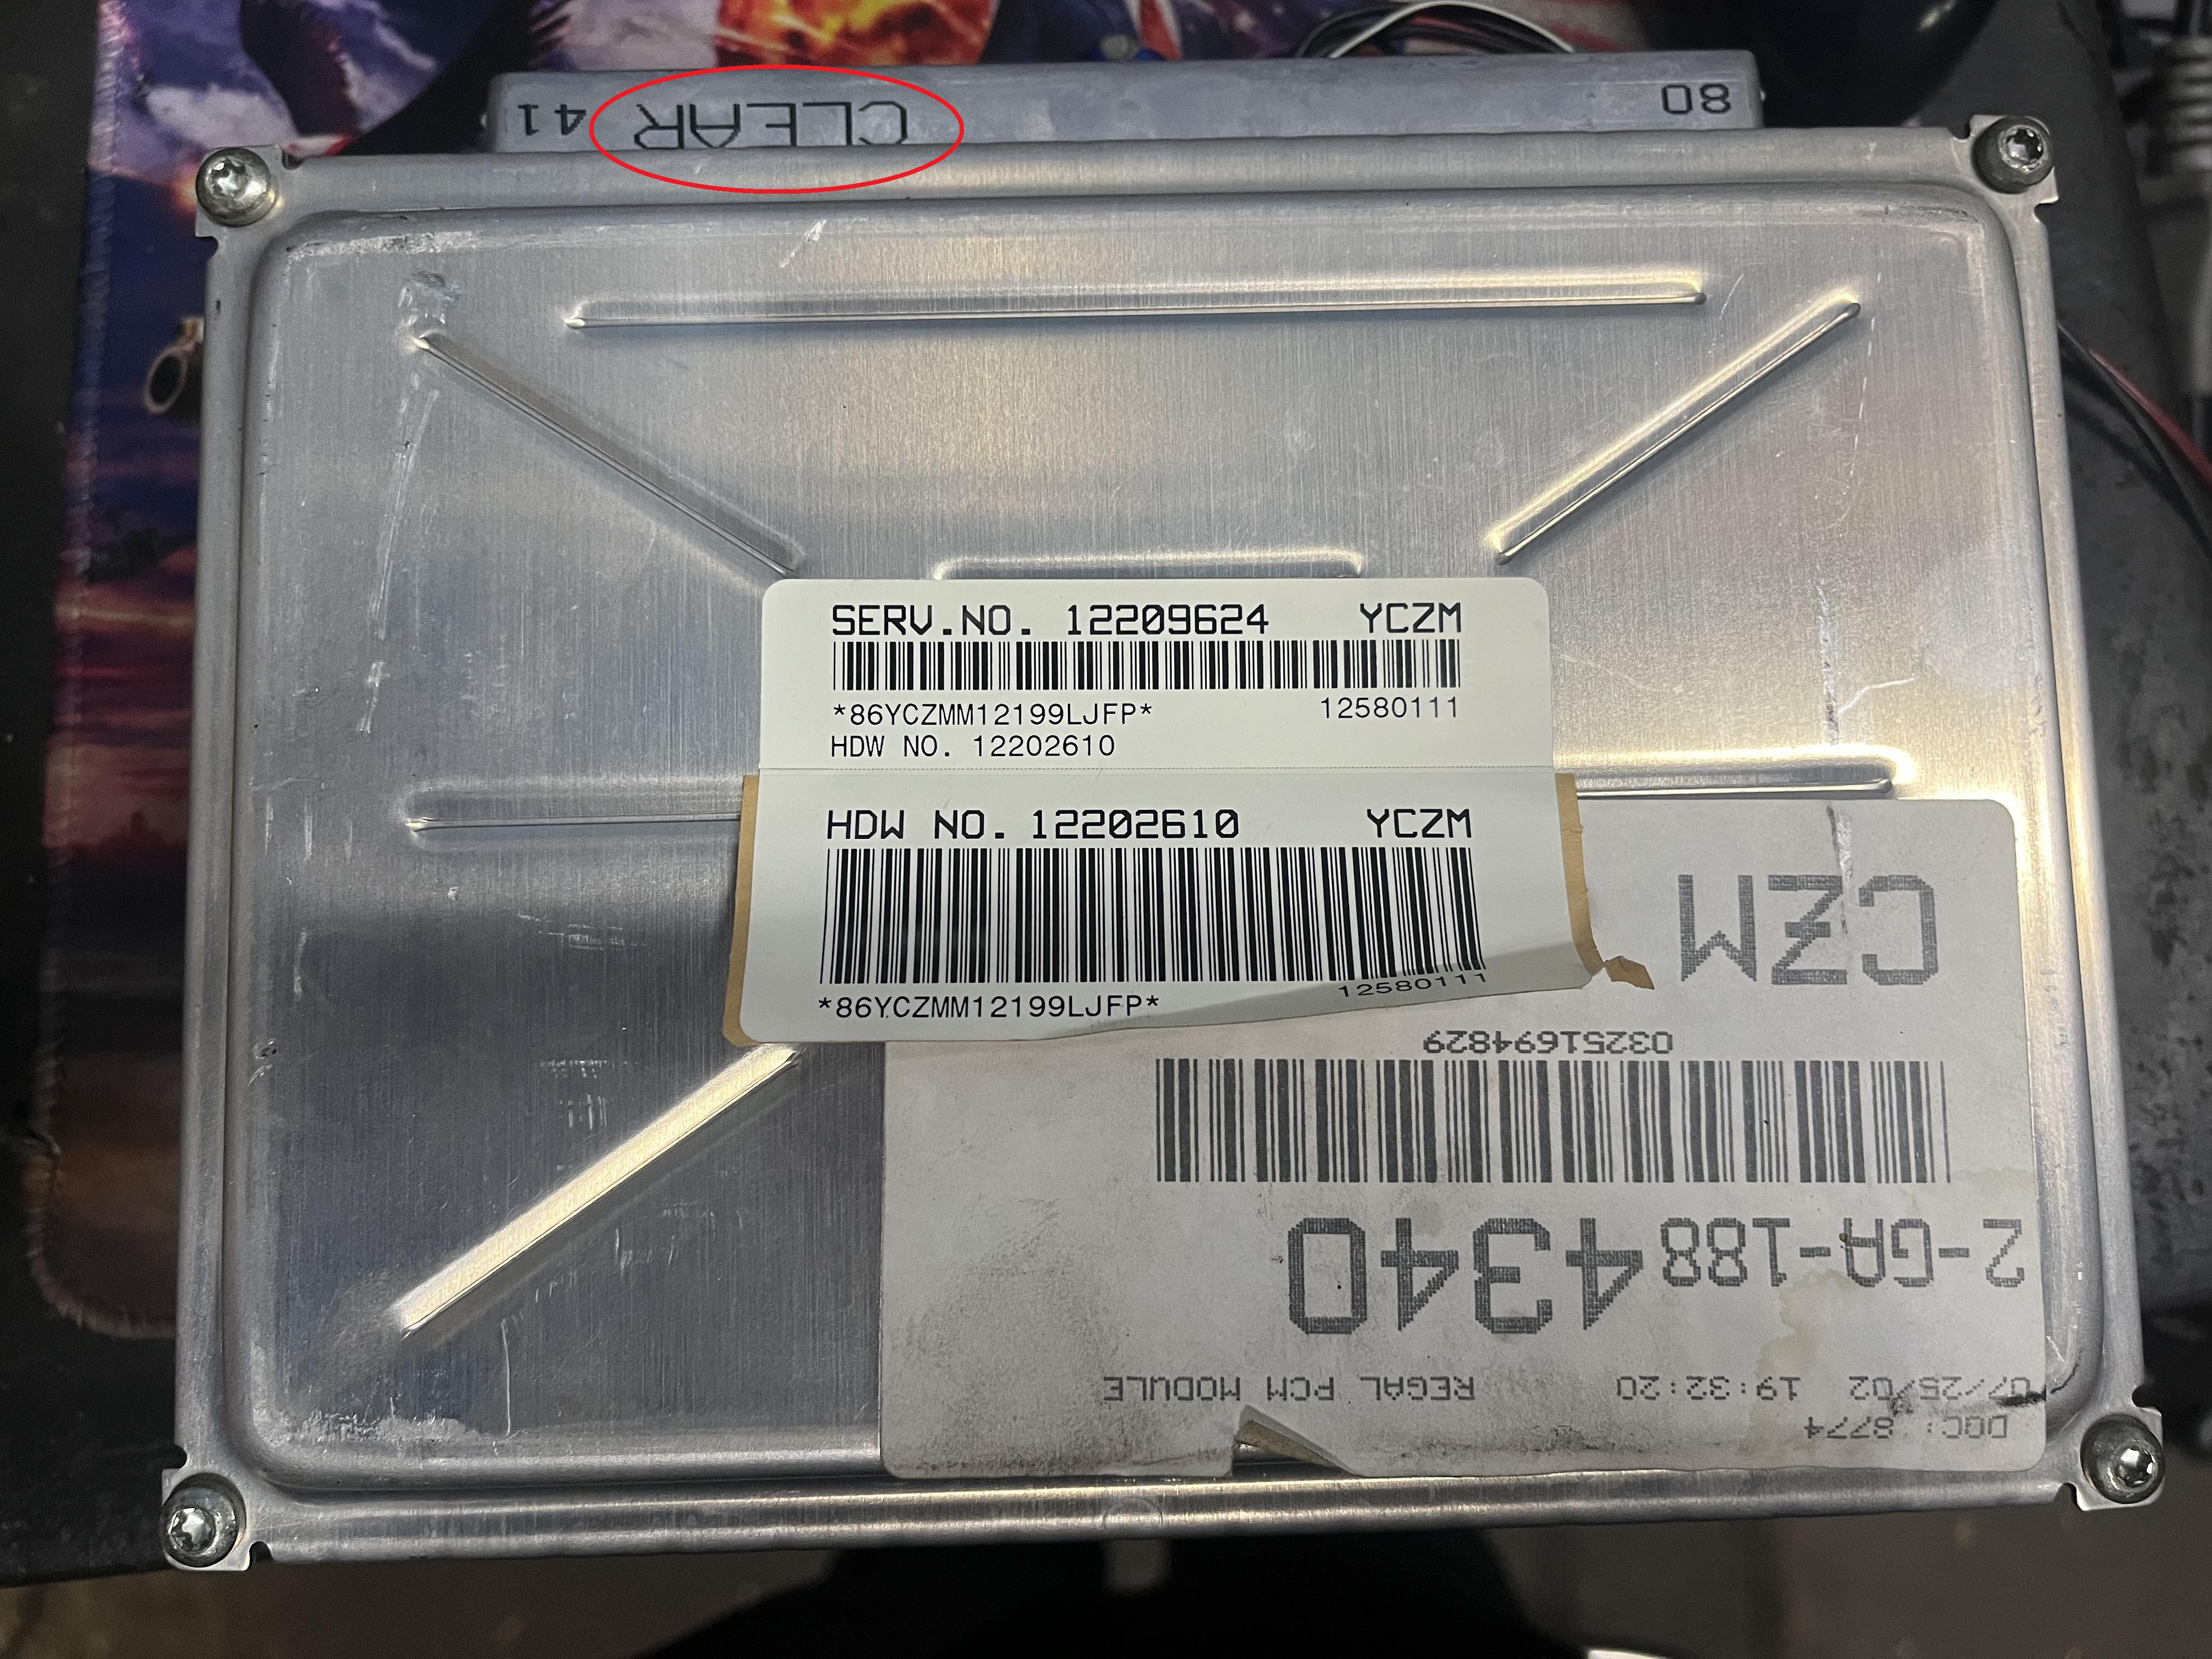 41 CLEAR 80
SERV.NO. 12209624 YCZM
*86YCZMM12199LJFP* 12580111
HDW NO. 12202610
HDW NO. 12202610 YCZM
*86YCZMM12199LJFP* 12580111
DOC: 8774
07/25/02 19:32:20 REGAL PCM MODULE
2-GA-188 4340
03251694829
CZM